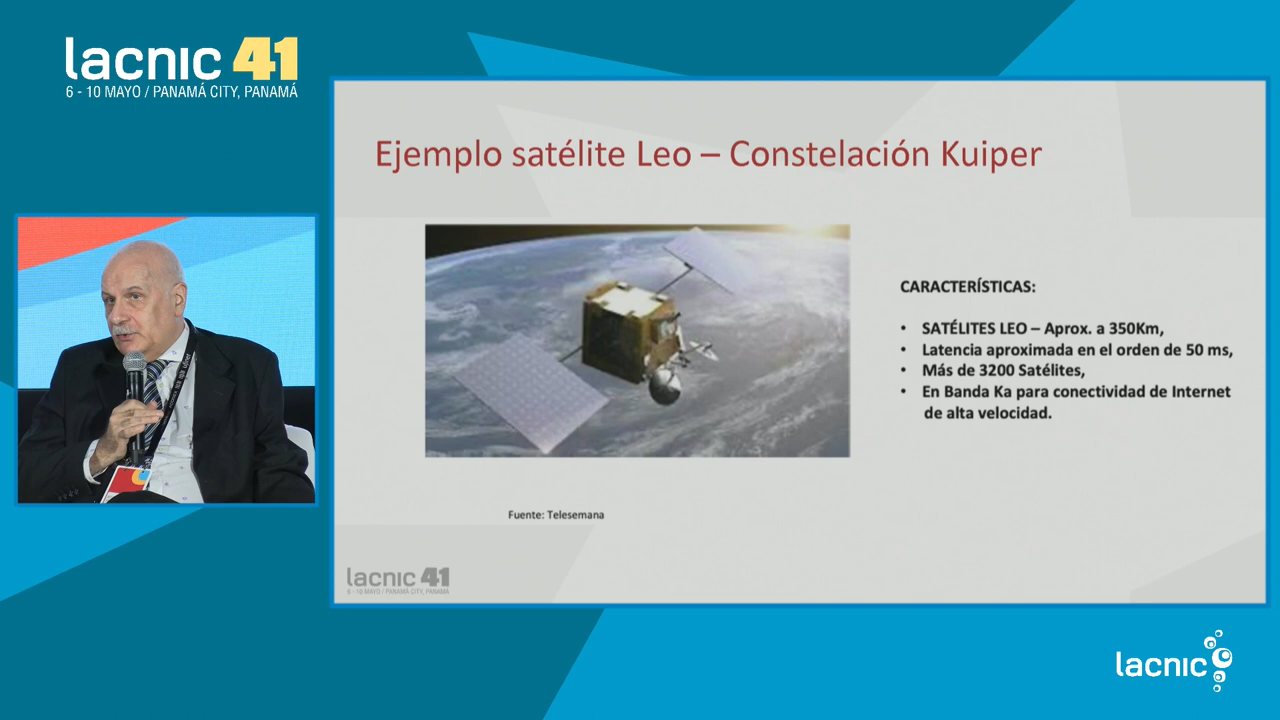 lacnic 41
6 - 10 MAYO / PANAMÁ CITY, PANAMÁ
Ejemplo satélite Leo – Constelación Kuiper
CARACTERÍSTICAS:
• SATÉLITES LEO – Aprox. a 350Km,
• Latencia aproximada en el orden de 50 ms,
• Más de 3200 Satélites,
• En Banda Ka para conectividad de Internet
de alta velocidad.
Fuente: Telesemana
lacnic 41
6 - 10 MAYO / PANAMÁ CITY, PANAMÁ
lacnic